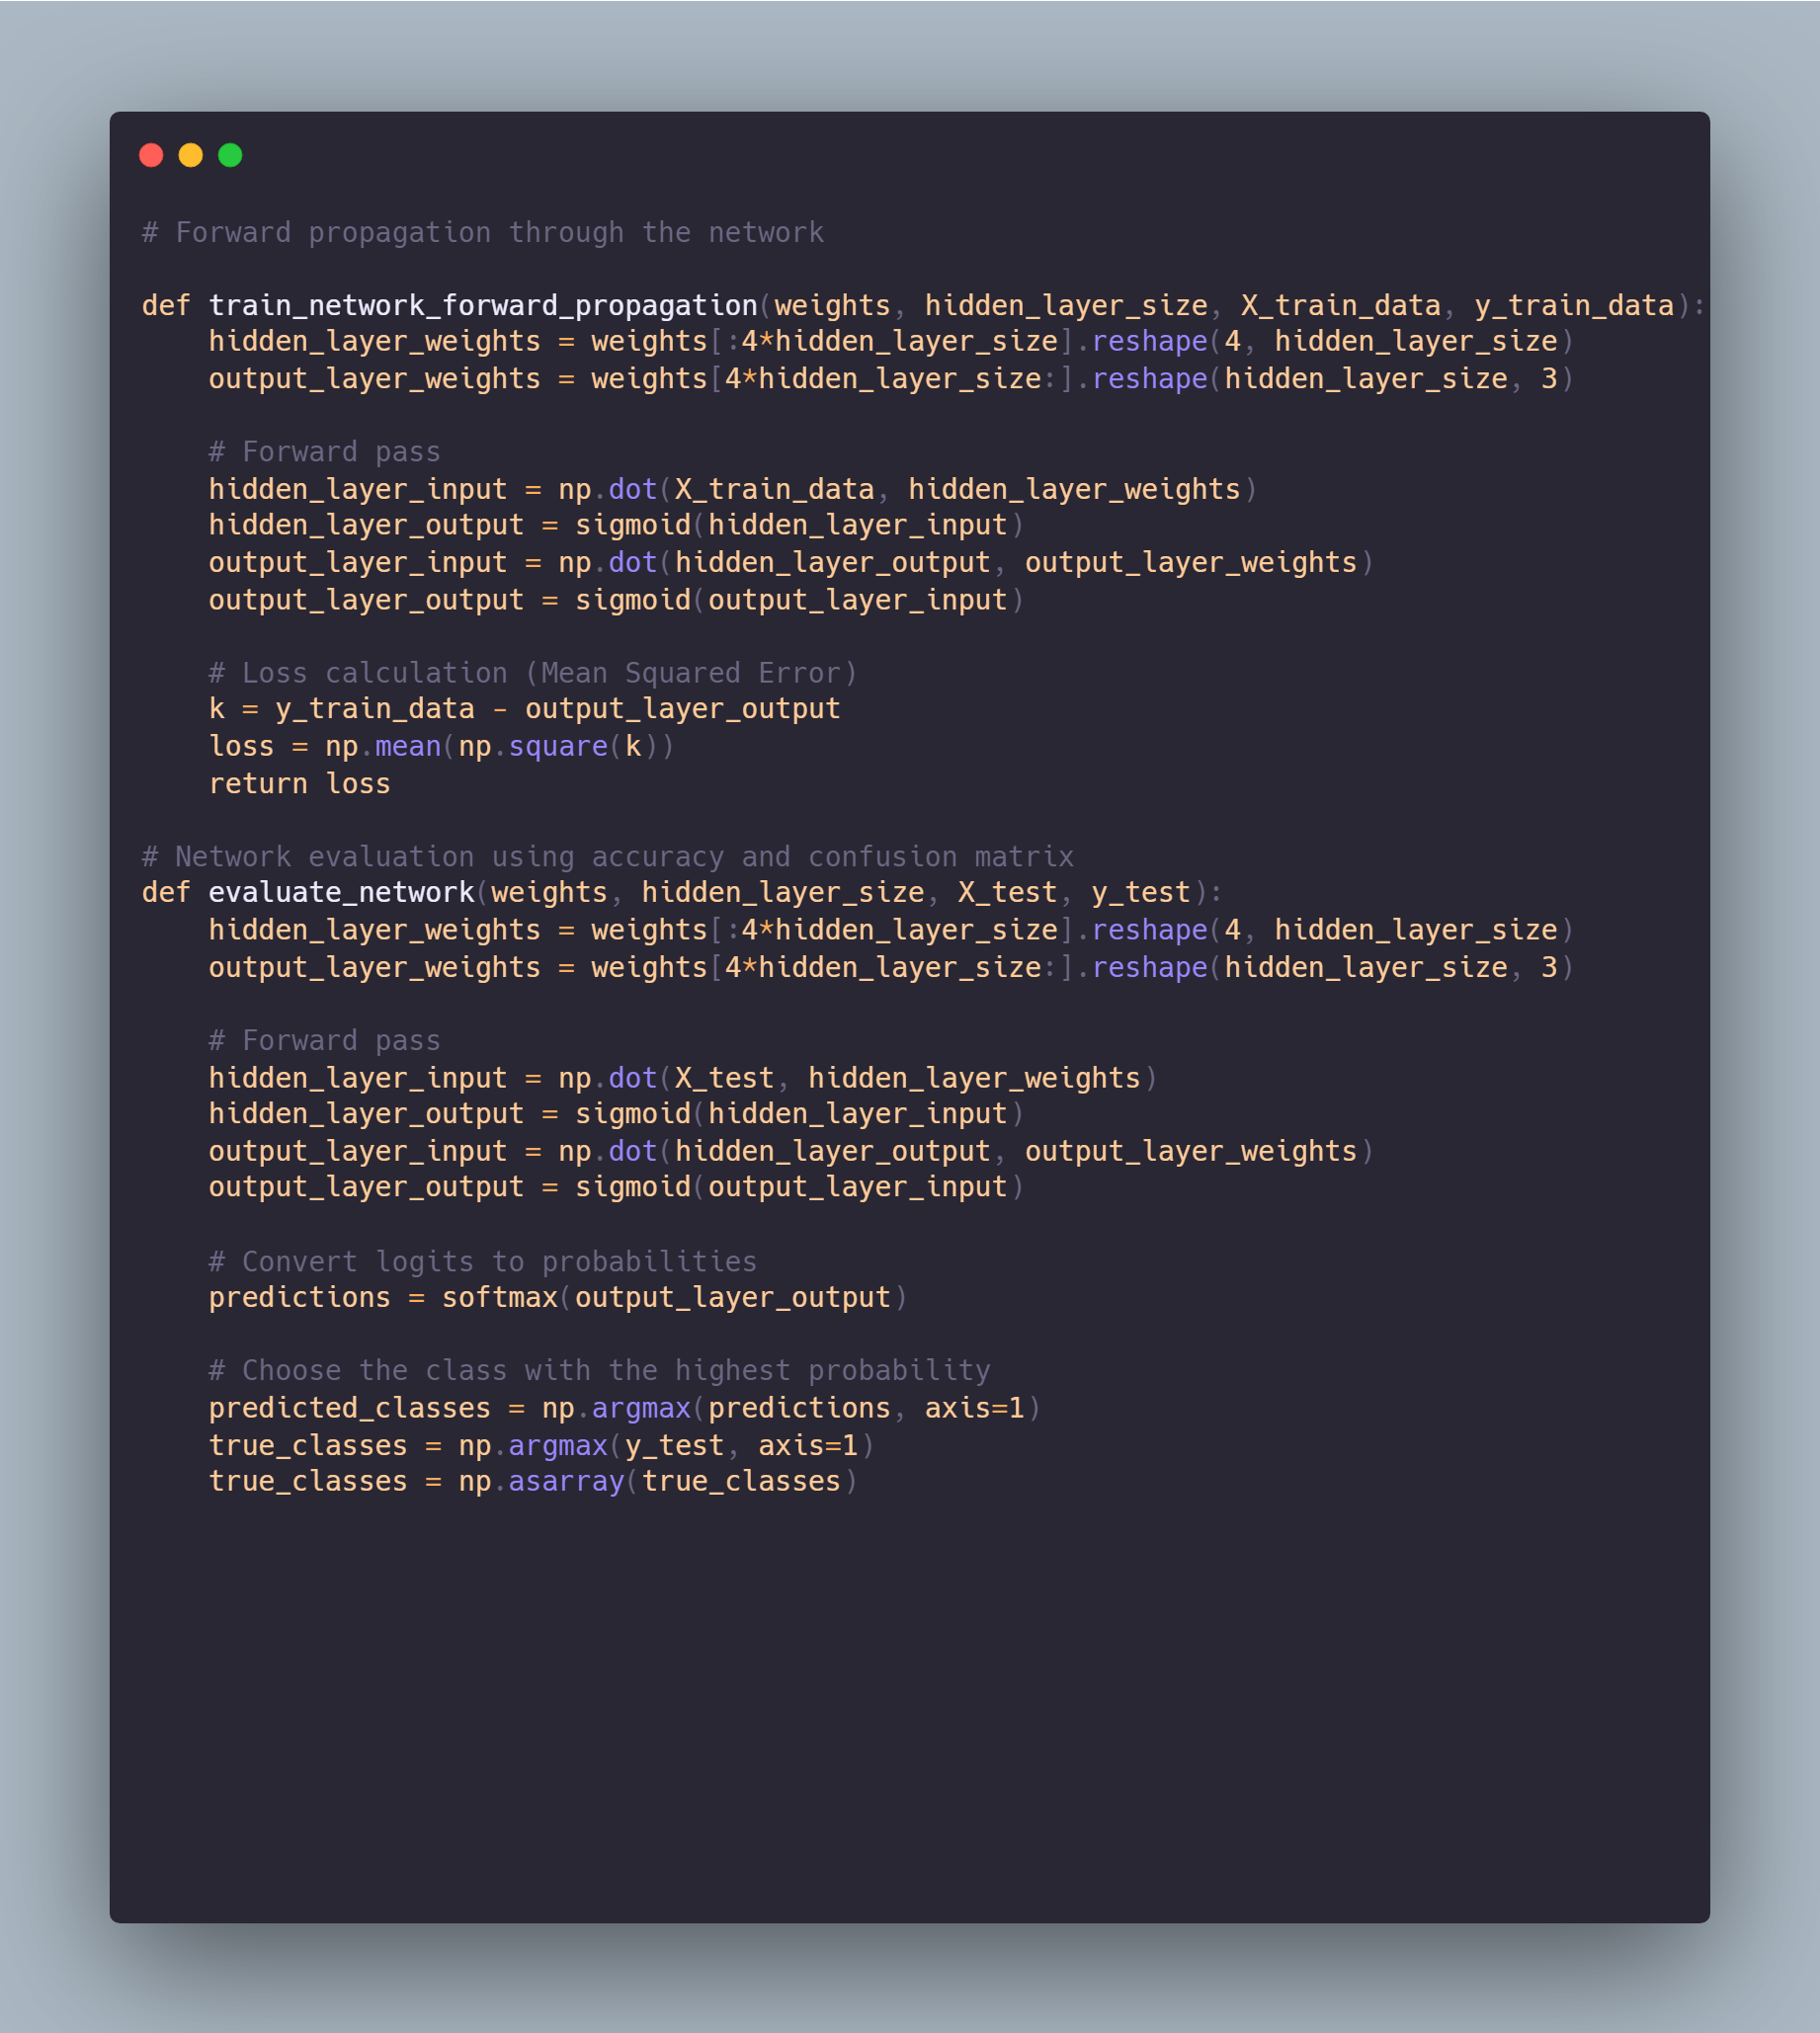 # Forward propagation through the network
def train_network_forward_propagation(weights, hidden_layer_size, X_train_data, y_train_data):
    hidden_layer_weights = weights[:4*hidden_layer_size].reshape(4, hidden_layer_size)
    output_layer_weights = weights[4*hidden_layer_size:].reshape(hidden_layer_size, 3)
    # Forward pass
    hidden_layer_input = np.dot(X_train_data, hidden_layer_weights)
    hidden_layer_output = sigmoid(hidden_layer_input)
    output_layer_input = np.dot(hidden_layer_output, output_layer_weights)
    output_layer_output = sigmoid(output_layer_input)
    # Loss calculation (Mean Squared Error)
    k = y_train_data - output_layer_output
    loss = np.mean(np.square(k))
    return loss
# Network evaluation using accuracy and confusion matrix
def evaluate_network(weights, hidden_layer_size, X_test, y_test):
    hidden_layer_weights = weights[:4*hidden_layer_size].reshape(4, hidden_layer_size)
    output_layer_weights = weights[4*hidden_layer_size:].reshape(hidden_layer_size, 3)
    # Forward pass
    hidden_layer_input = np.dot(X_test, hidden_layer_weights)
    hidden_layer_output = sigmoid(hidden_layer_input)
    output_layer_input = np.dot(hidden_layer_output, output_layer_weights)
    output_layer_output = sigmoid(output_layer_input)
    # Convert logits to probabilities
    predictions = softmax(output_layer_output)
    # Choose the class with the highest probability
    predicted_classes = np.argmax(predictions, axis=1)
    true_classes = np.argmax(y_test, axis=1)
    true_classes = np.asarray(true_classes)